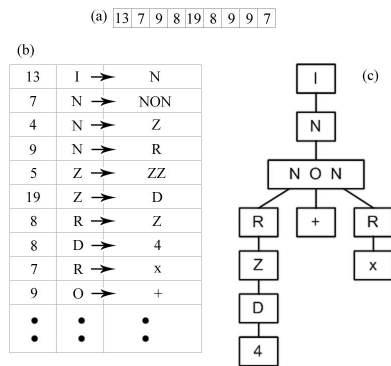 (a) 13 7 9 8 19 8 9 9 7
(b)
13 I → N
7 N → NON
4 N → Z
9 N → R
5 Z → ZZ
19 Z → D
8 R → Z
8 D → 4
7 R → x
9 O → +
(c)
I
N
N O N
R + R
Z x
D
4